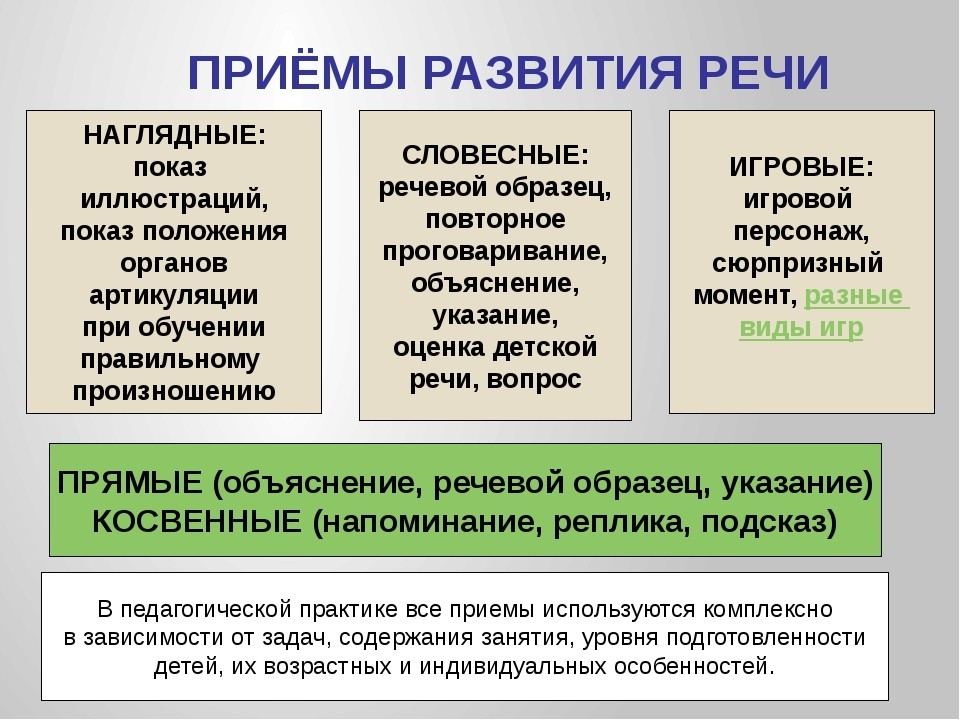 ПРИЁМЫ РАЗВИТИЯ РЕЧИ
НАГЛЯДНЫЕ:
показ
иллюстраций,
показ положения
органов
артикуляции
при обучении
правильному
произношению
СЛОВЕСНЫЕ:
речевой образец,
повторное
проговаривание,
объяснение,
указание,
оценка детской
речи, вопрос
ИГРОВЫЕ:
игровой
персонаж,
сюрпризный
момент, разные
виды игр
ПРЯМЫЕ (объяснение, речевой образец, указание)
КОСВЕННЫЕ (напоминание, реплика, подсказ)
В педагогической практике все приемы используются комплексно
в зависимости от задач, содержания занятия, уровня подготовленности
детей, их возрастных и индивидуальных особенностей.